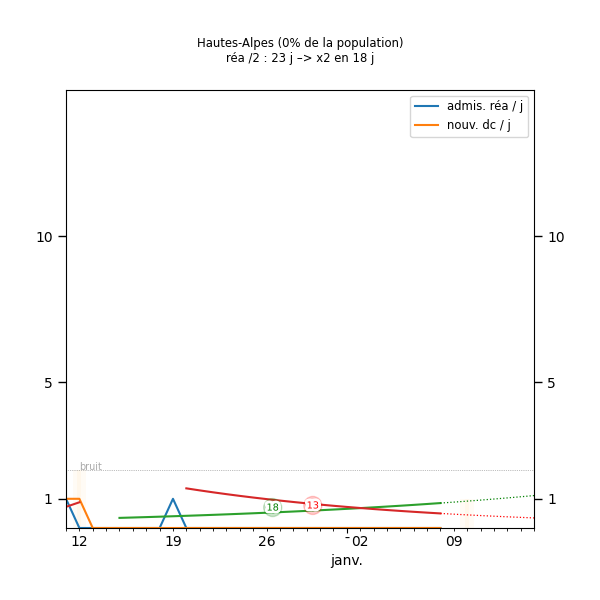 Hautes-Alpes (0% de la population)
réa /2 : 23 j –> x2 en 18 j
admis. réa / j
nouv. dc / j
10 10
5 5
bruit
1 18 13 1
12 19 26 02 09
janv.